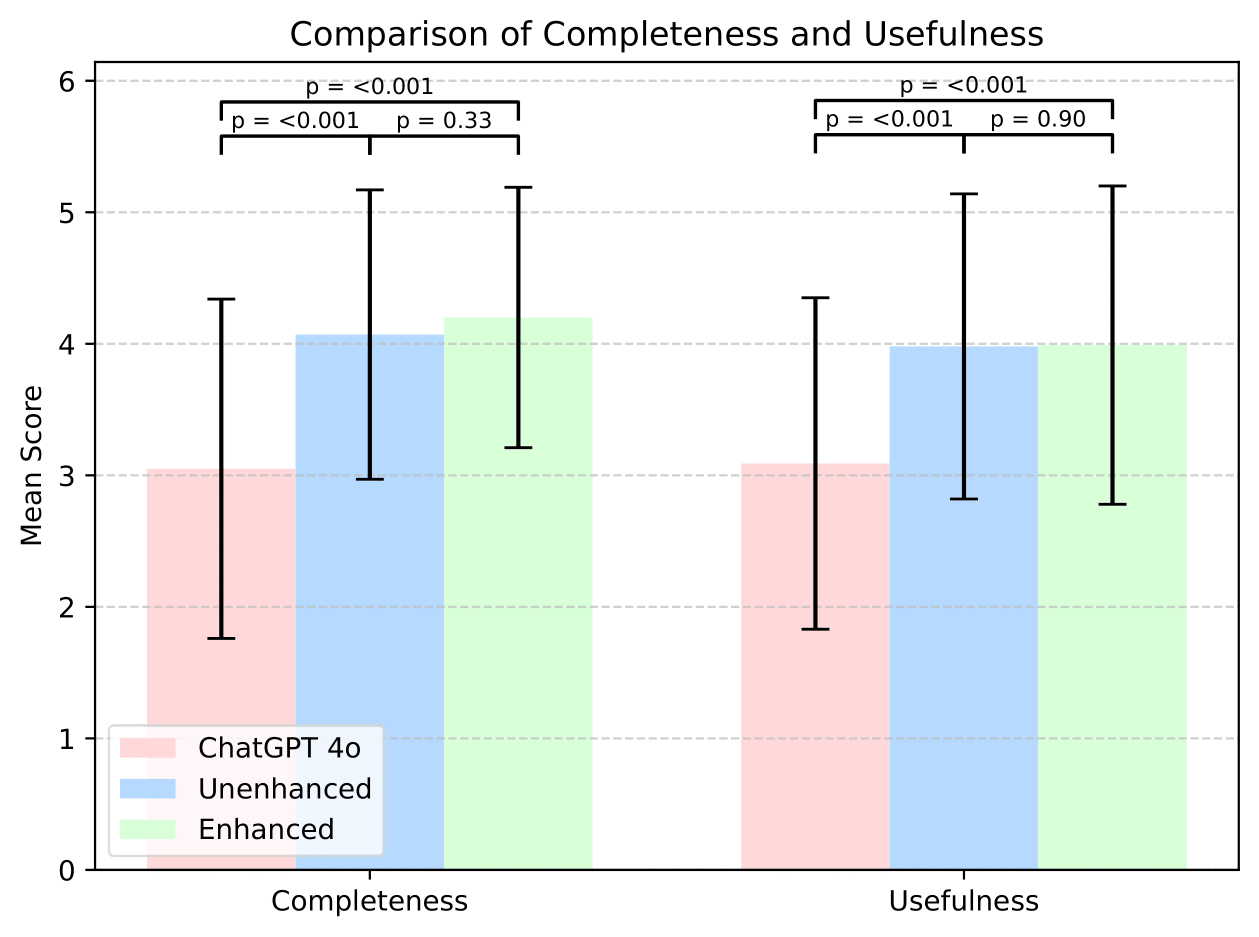 Comparison of Completeness and Usefulness
Mean Score
6
5
4
3
2
1
0
p = <0.001
p = <0.001
p = 0.33
p = <0.001
p = <0.001
p = 0.90
ChatGPT 4o
Unenhanced
Enhanced
Completeness
Usefulness